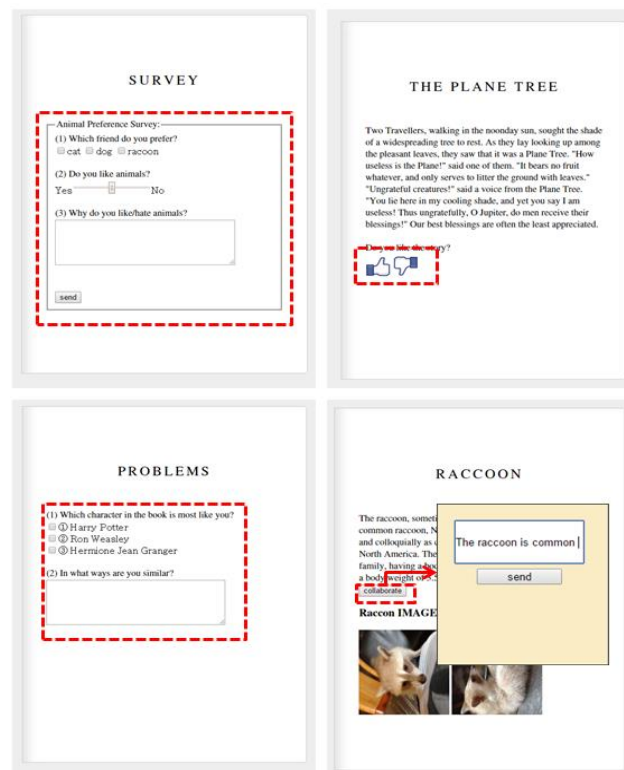 SURVEY
Animal Preference Survey:
(1) Which friend do you prefer?
cat dog racoon
(2) Do you like animals?
Yes No
(3) Why do you like/hate animals?
send
THE PLANE TREE
Two Travellers, walking in the noonday sun, sought the shade
of a widespreading tree to rest. As they lay looking up among
the pleasant leaves, they saw that it was a Plane Tree. "How
useless is the Plane!" said one of them. "It bears no fruit
whatever, and only serves to litter the ground with leaves."
"Ungrateful creatures!" said a voice from the Plane Tree.
"You lie here in my cooling shade, and yet you say I am
useless! Thus ungratefully, O Jupiter, do men receive their
blessings!" Our best blessings are often the least appreciated.
Do you like the story?
PROBLEMS
(1) Which character in the book is most like you?
① Harry Potter
② Ron Weasley
③ Hermione Jean Granger
(2) In what ways are you similar?
RACCOON
The raccoon, someti
common raccoon, N
and colloquially as
North America. The
family, having a
a body weight of 3.5
collaborate
Raccon IMAGE
The raccoon is common
send